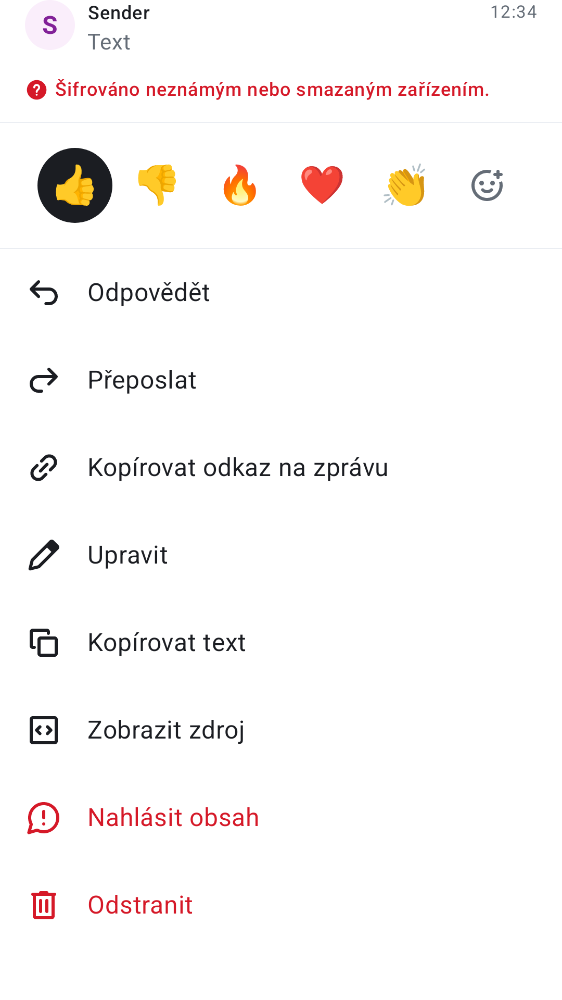 S
Sender
12:34
Text
Šifrováno neznámým nebo smazaným zařízením.
Odpovědět
Přeposlat
Kopírovat odkaz na zprávu
Upravit
Kopírovat text
Zobrazit zdroj
Nahlásit obsah
Odstranit